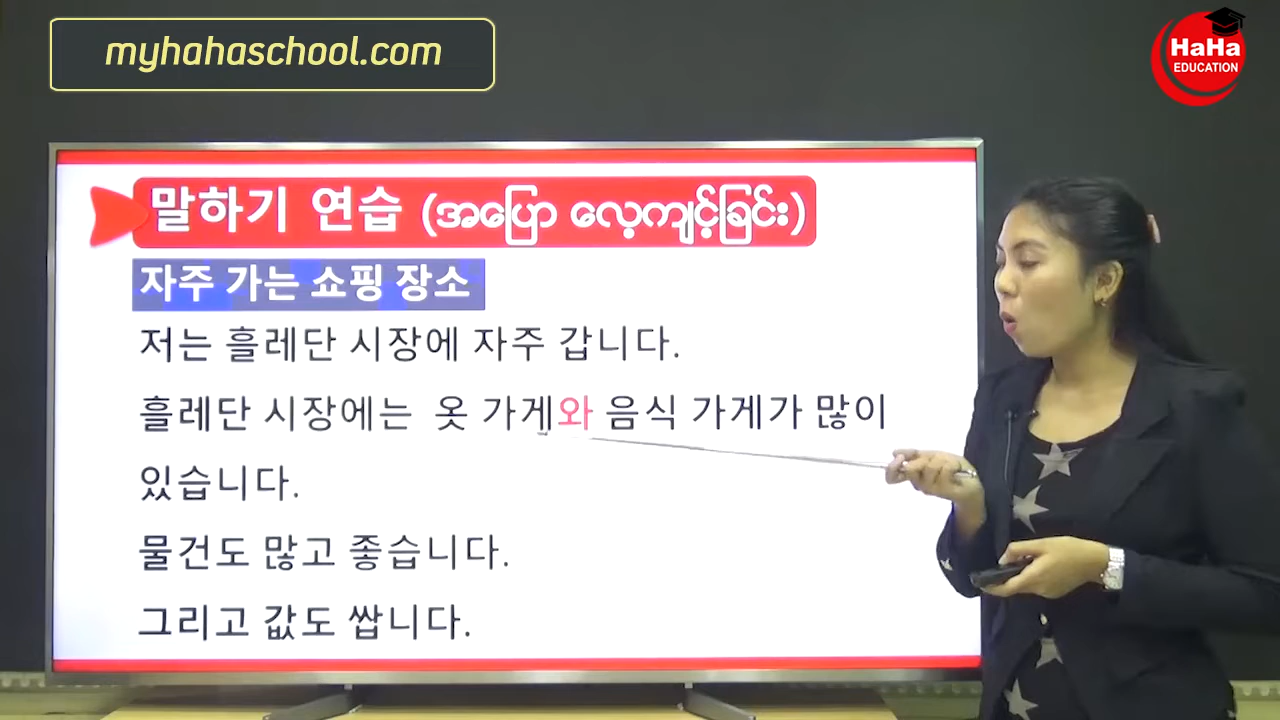 myhahaschool.com
HaHa
EDUCATION
말하기 연습 (အပြော လေ့ကျင့်ခြင်း)
자주 가는 쇼핑 장소
저는 흘레단 시장에 자주 갑니다.
흘레단 시장에는 옷 가게와 음식 가게가 많이
있습니다.
물건도 많고 좋습니다.
그리고 값도 쌉니다.